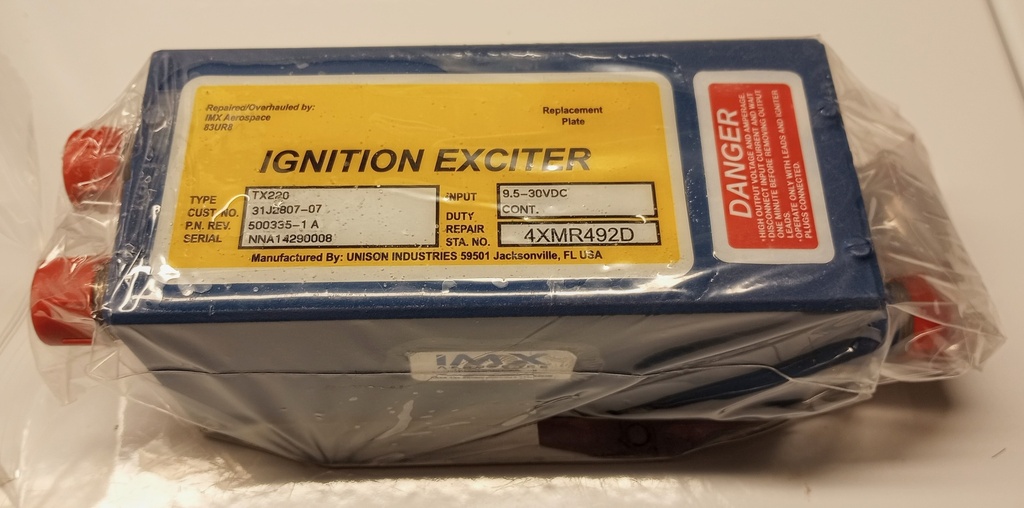 Repaired/Overhauled by:
IMX Aerospace
83UR8
Replacement
Plate
IGNITION EXCITER
TYPE TX220
CUST. NO. 31J2807-07
P.N. REV. 500335-1 A
SERIAL NNA14290008
INPUT 9.5-30VDC
DUTY CONT.
REPAIR
STA. NO. 4XMR492D
Manufactured By: UNISON INDUSTRIES 59501 Jacksonville, FL USA
DANGER
• HIGH OUTPUT VOLTAGE AND AMPERAGE.
• DISCONNECT INPUT CURRENT AND WAIT
ONE MINUTE BEFORE REMOVING OUTPUT
LEADS.
• OPERATE ONLY WITH LEADS AND IGNITER
PLUGS CONNECTED.
IMX